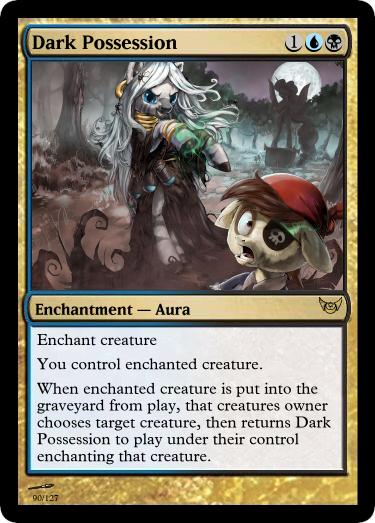 Dark Possession 1
Enchantment — Aura
Enchant creature
You control enchanted creature.
When enchanted creature is put into the
graveyard from play, that creatures owner
chooses target creature, then returns Dark
Possession to play under their control
enchanting that creature.
90/127